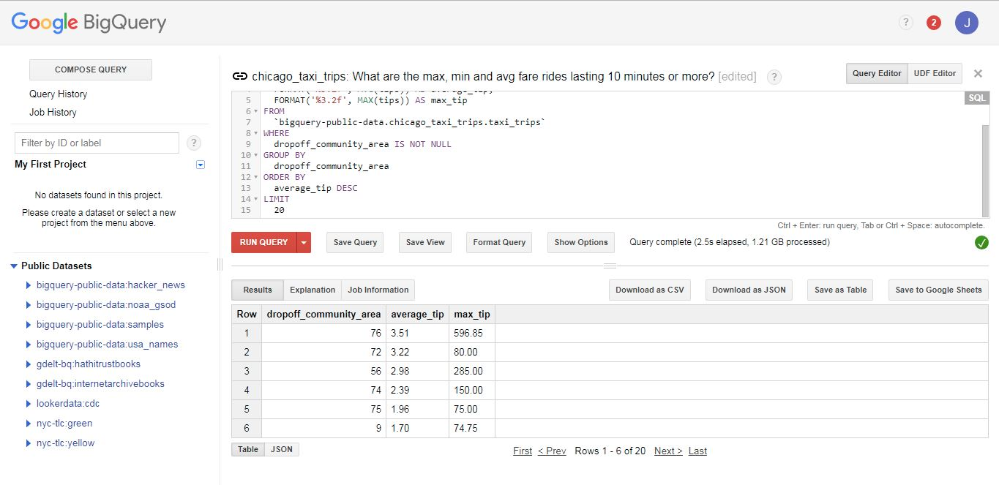 Google BigQuery
?
2
J
COMPOSE QUERY
Query History
Job History
Filter by ID or label
?
My First Project
No datasets found in this project.
Please create a dataset or select a new
project from the menu above.
Public Datasets
bigquery-public-data:hacker_news
bigquery-public-data:noaa_gsod
bigquery-public-data:samples
bigquery-public-data:usa_names
gdelt-bq:hathitrustbooks
gdelt-bq:internetarchivebooks
lookerdata:cdc
nyc-tlc:green
nyc-tlc:yellow
chicago_taxi_trips: What are the max, min and avg fare rides lasting 10 minutes or more? [edited] ?
Query Editor UDF Editor
SQL
5 FORMAT('%3.2f', MAX(tips)) AS max_tip
6 FROM
7 `bigquery-public-data.chicago_taxi_trips.taxi_trips`
8 WHERE
9 dropoff_community_area IS NOT NULL
10 GROUP BY
11 dropoff_community_area
12 ORDER BY
13 average_tip DESC
14 LIMIT
15 20
Ctrl + Enter: run query, Tab or Ctrl + Space: autocomplete.
RUN QUERY Save Query Save View Format Query Show Options Query complete (2.5s elapsed, 1.21 GB processed)
Results Explanation Job Information Download as CSV Download as JSON Save as Table Save to Google Sheets
Row dropoff_community_area average_tip max_tip
1 76 3.51 596.85
2 72 3.22 80.00
3 56 2.98 285.00
4 74 2.39 150.00
5 75 1.96 75.00
6 9 1.70 74.75
Table JSON First < Prev Rows 1 - 6 of 20 Next > Last